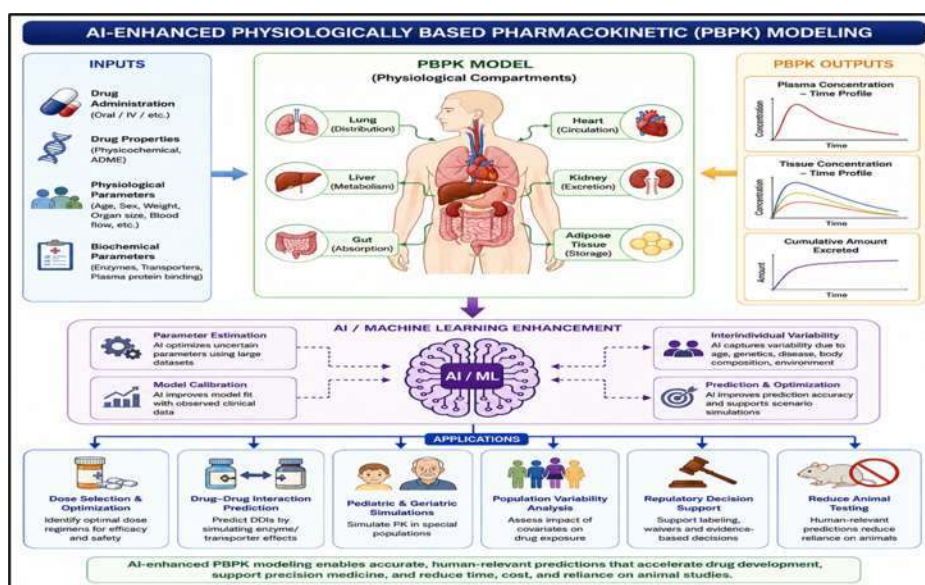 AI-ENHANCED PHYSIOLOGICALLY BASED PHARMACOKINETIC (PBPK) MODELING
INPUTS
Drug
Administration
(Oral / IV / etc.)
Drug Properties
(Physicochemical,
ADME)
Physiological
Parameters
(Age, Sex, Weight,
Organ size, Blood
flow, etc.)
Biochemical
Parameters
(Enzymes, Transporters,
Plasma protein binding)
PBPK MODEL
(Physiological Compartments)
Lung
(Distribution)
Heart
(Circulation)
Liver
(Metabolism)
Kidney
(Excretion)
Gut
(Absorption)
Adipose
Tissue
(Storage)
PBPK OUTPUTS
Plasma Concentration
– Time Profile
Concentration
Time
Tissue Concentration
– Time Profile
Concentration
Time
Cumulative Amount
Excreted
Amount
Time
AI / MACHINE LEARNING ENHANCEMENT
Parameter Estimation
AI optimizes uncertain
parameters using large
datasets
Model Calibration
AI improves model fit
with observed clinical
data
AI / ML
Interindividual Variability
AI captures variability due to
age, genetics, disease, body
composition, environment
Prediction & Optimization
AI improves prediction accuracy
and supports scenario
simulations
APPLICATIONS
Dose Selection &
Optimization
Identify optimal dose
regimens for efficacy
and safety
Drug–Drug Interaction
Prediction
Predict DDIs by
simulating enzyme/
transporter effects
Pediatric & Geriatric
Simulations
Simulate PK in special
populations
Population Variability
Analysis
Assess impact of
covariates on
drug exposure
Regulatory Decision
Support
Support labeling,
waivers and evidence-
based decisions
Reduce Animal
Testing
Human-relevant
predictions reduce
reliance on animals
AI-enhanced PBPK modeling enables accurate, human-relevant predictions that accelerate drug development,
support precision medicine, and reduce time, cost, and reliance on animal studies.